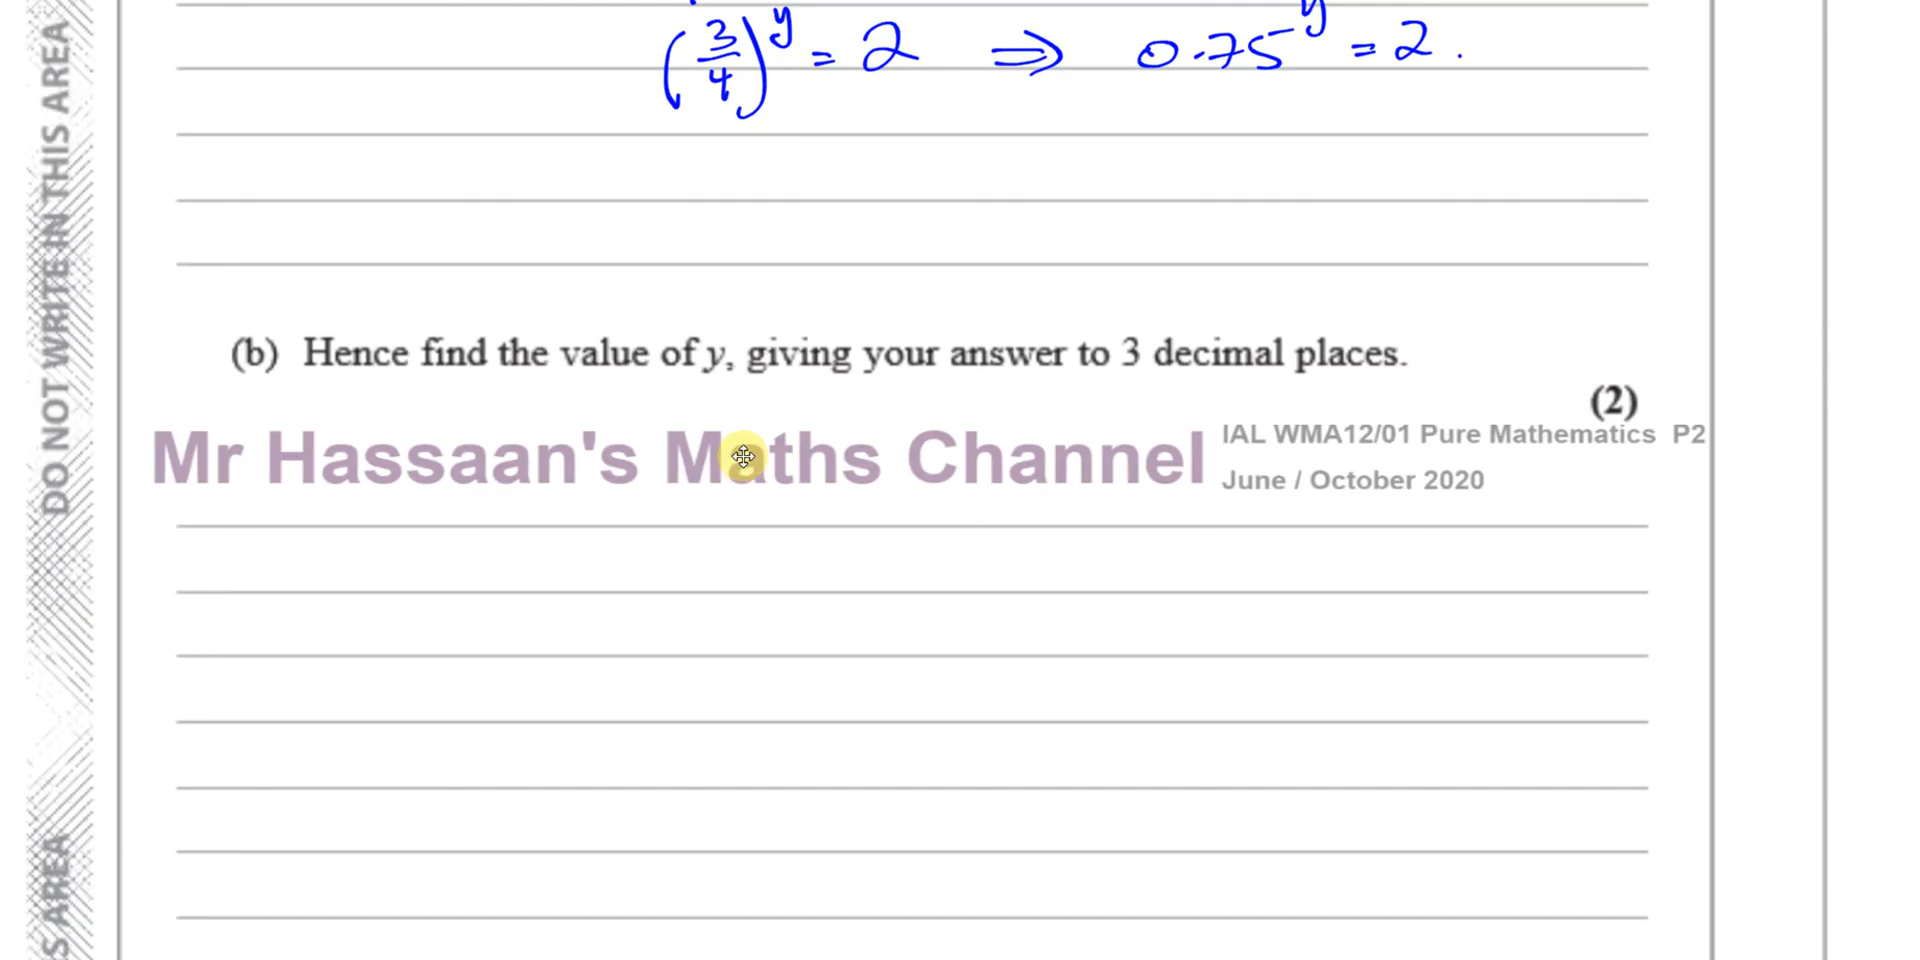 (3/4)^y = 2 ⇒ 0.75^y = 2.
(b) Hence find the value of y, giving your answer to 3 decimal places.
(2)
Mr Hassaan's Maths Channel
IAL WMA12/01 Pure Mathematics P2
June / October 2020
DO NOT WRITE IN THIS AREA
S AREA